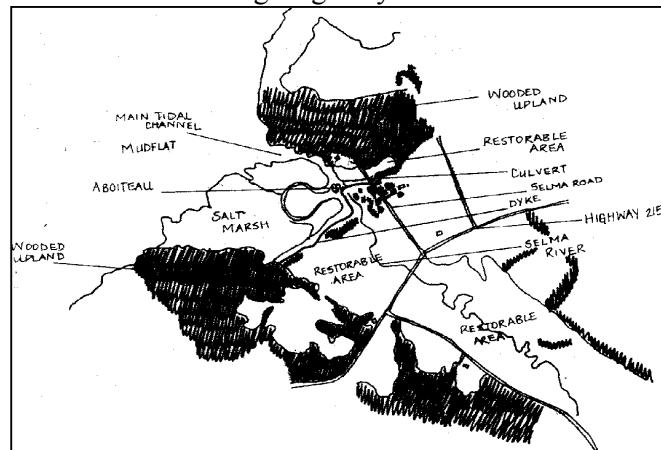 WOODED
UPLAND
MAIN TIDAL
CHANNEL
MUDFLAT
RESTORABLE
AREA
ABOITEAU
CULVERT
SELMA ROAD
DYKE
SALT
MARSH
HIGHWAY 215
WOODED
UPLAND
SELMA
RIVER
RESTORABLE
AREA
RESTORABLE
AREA